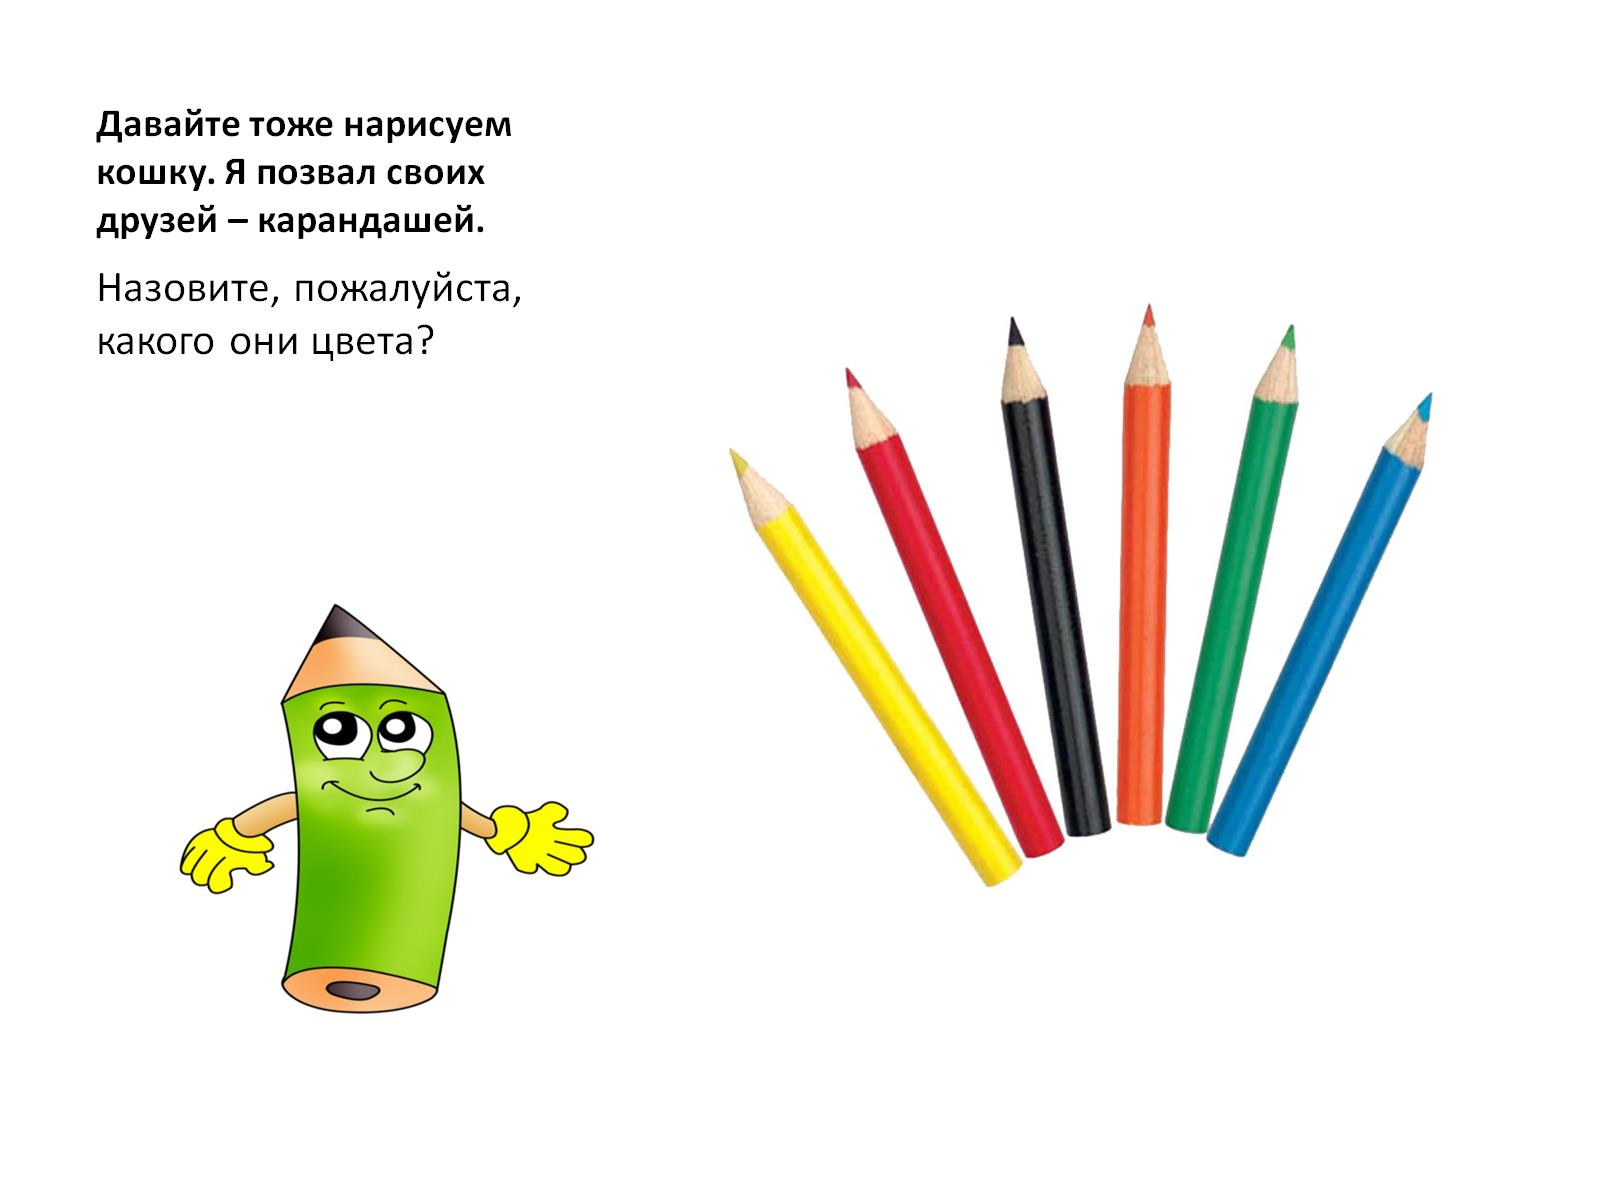 Давайте тоже нарисуем
кошку. Я позвал своих
друзей – карандашей.
Назовите, пожалуйста,
какого они цвета?